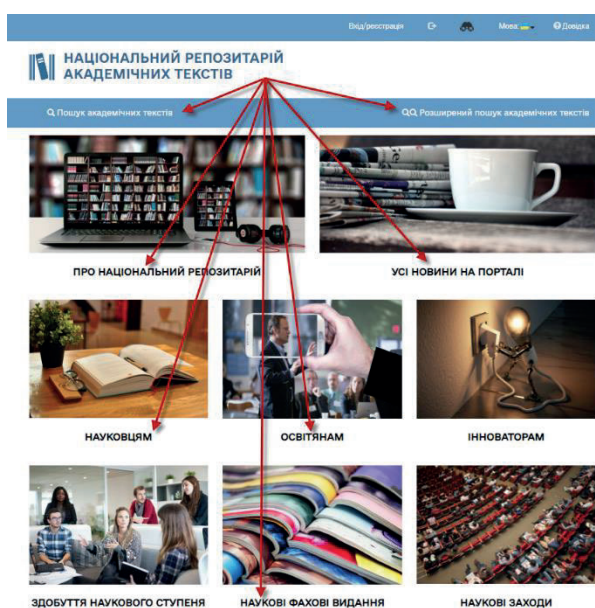 Вхід/реєстрація Мова: Довідка
НАЦІОНАЛЬНИЙ РЕПОЗИТАРІЙ
АКАДЕМІЧНИХ ТЕКСТІВ
Пошук академічних текстів Розширений пошук академічних текстів
ПРО НАЦІОНАЛЬНИЙ РЕПОЗИТАРІЙ УСІ НОВИНИ НА ПОРТАЛІ
НАУКОВЦЯМ ОСВІТЯНАМ ІННОВАТОРАМ
ЗДОБУТТЯ НАУКОВОГО СТУПЕНЯ НАУКОВІ ФАХОВІ ВИДАННЯ НАУКОВІ ЗАХОДИ